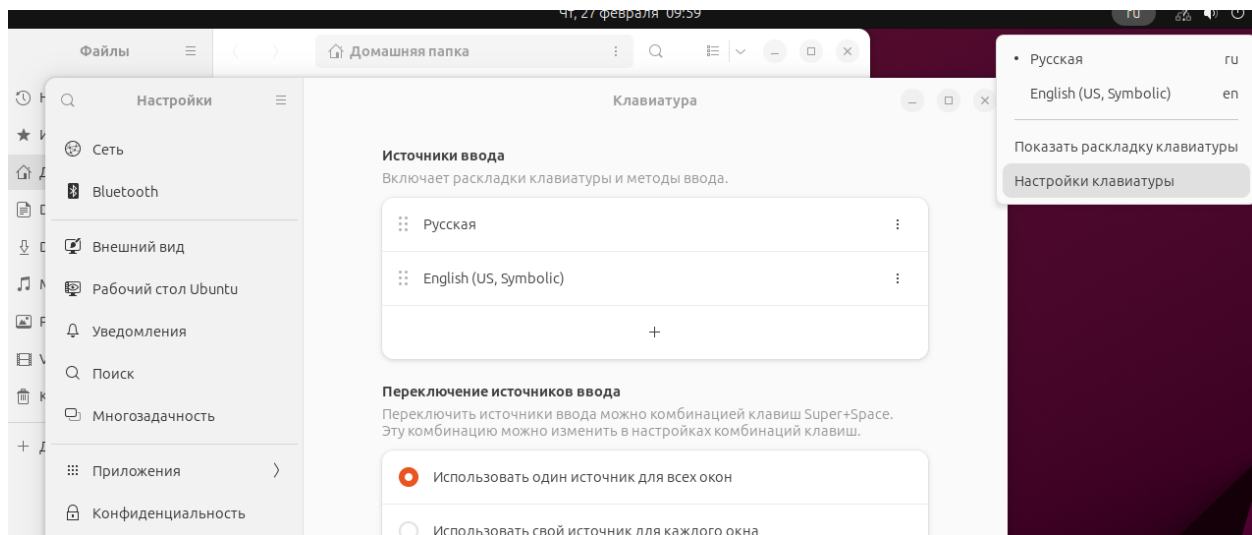 Чт, 27 февраля 09:59
ru
Файлы
Домашняя папка
Русская ru
English (US, Symbolic) en
Показать раскладку клавиатуры
Настройки клавиатуры
Настройки
Клавиатура
Сеть
Bluetooth
Внешний вид
Рабочий стол Ubuntu
Уведомления
Поиск
Многозадачность
Приложения
Конфиденциальность
Источники ввода
Включает раскладки клавиатуры и методы ввода.
Русская
English (US, Symbolic)
Переключение источников ввода
Переключить источники ввода можно комбинацией клавиш Super+Space.
Эту комбинацию можно изменить в настройках комбинаций клавиш.
Использовать один источник для всех окон
Использовать свой источник для каждого окна